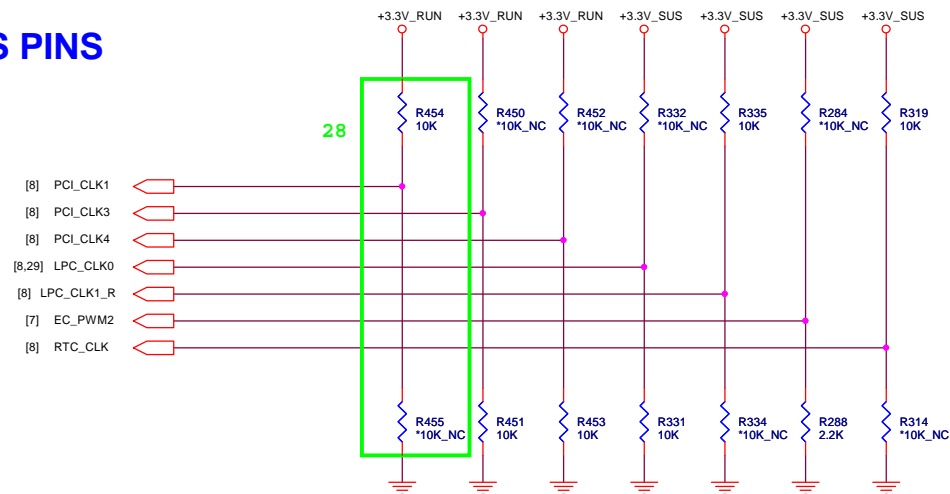 +3.3V_RUN +3.3V_RUN +3.3V_RUN +3.3V_SUS +3.3V_SUS +3.3V_SUS +3.3V_SUS
S PINS
R454 R450 R452 R332 R335 R284 R319
10K *10K_NC *10K_NC *10K_NC 10K *10K_NC 10K
28
[8] PCI_CLK1
[8] PCI_CLK3
[8] PCI_CLK4
[8,29] LPC_CLK0
[8] LPC_CLK1_R
[7] EC_PWM2
[8] RTC_CLK
R455 R451 R453 R331 R334 R288 R314
*10K_NC 10K 10K 10K *10K_NC 2.2K *10K_NC